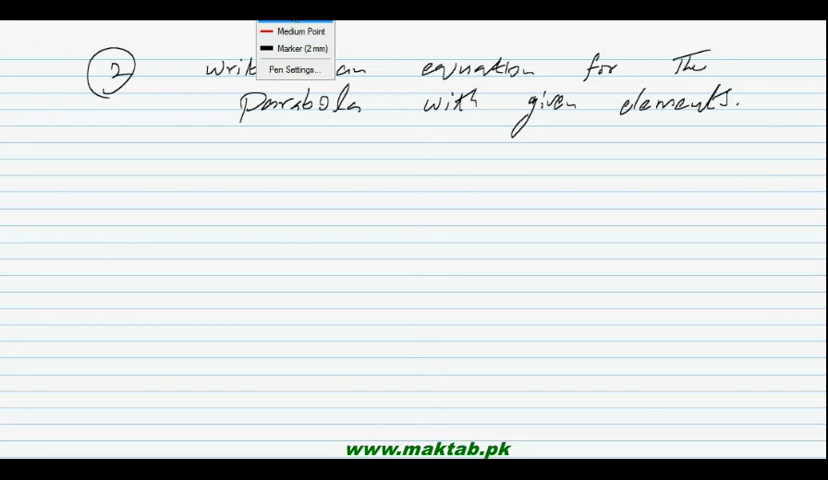 Medium Point
Marker (2 mm)
Pen Settings...
2 write an equation for the
parabola with given elements.
www.maktab.pk